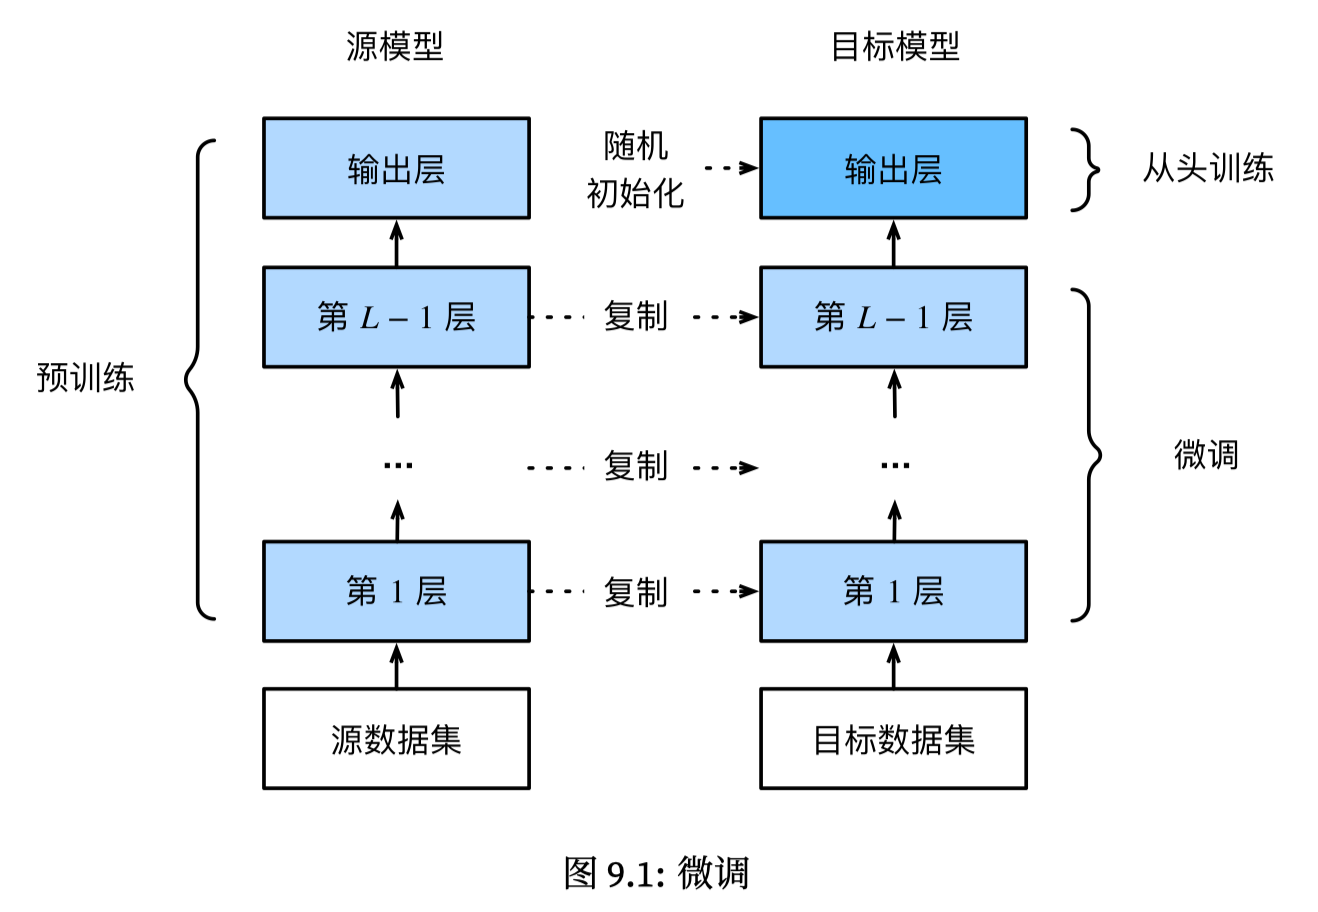 源模型
目标模型
输出层
随机
初始化
输出层
从头训练
第 L – 1 层
复制
第 L – 1 层
预训练
...
复制
...
微调
第 1 层
复制
第 1 层
源数据集
目标数据集
图 9.1: 微调